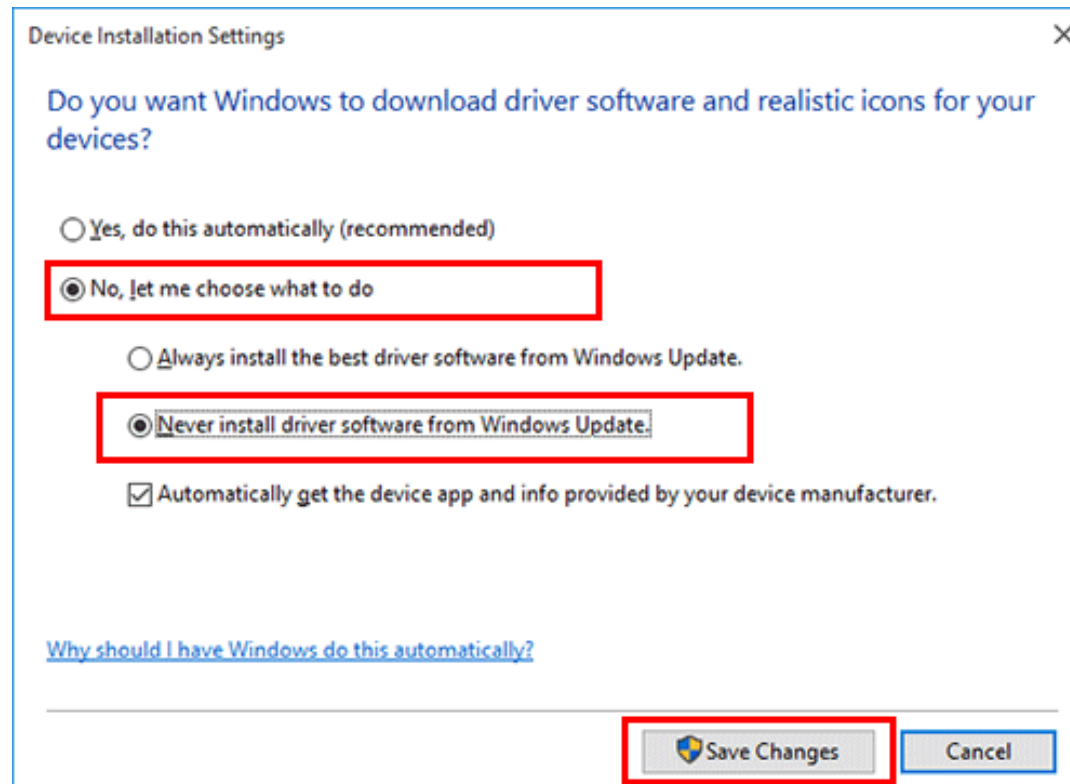 Device Installation Settings
Do you want Windows to download driver software and realistic icons for your
devices?
Yes, do this automatically (recommended)
No, let me choose what to do
Always install the best driver software from Windows Update.
Never install driver software from Windows Update.
Automatically get the device app and info provided by your device manufacturer.
Why should I have Windows do this automatically?
Save Changes
Cancel